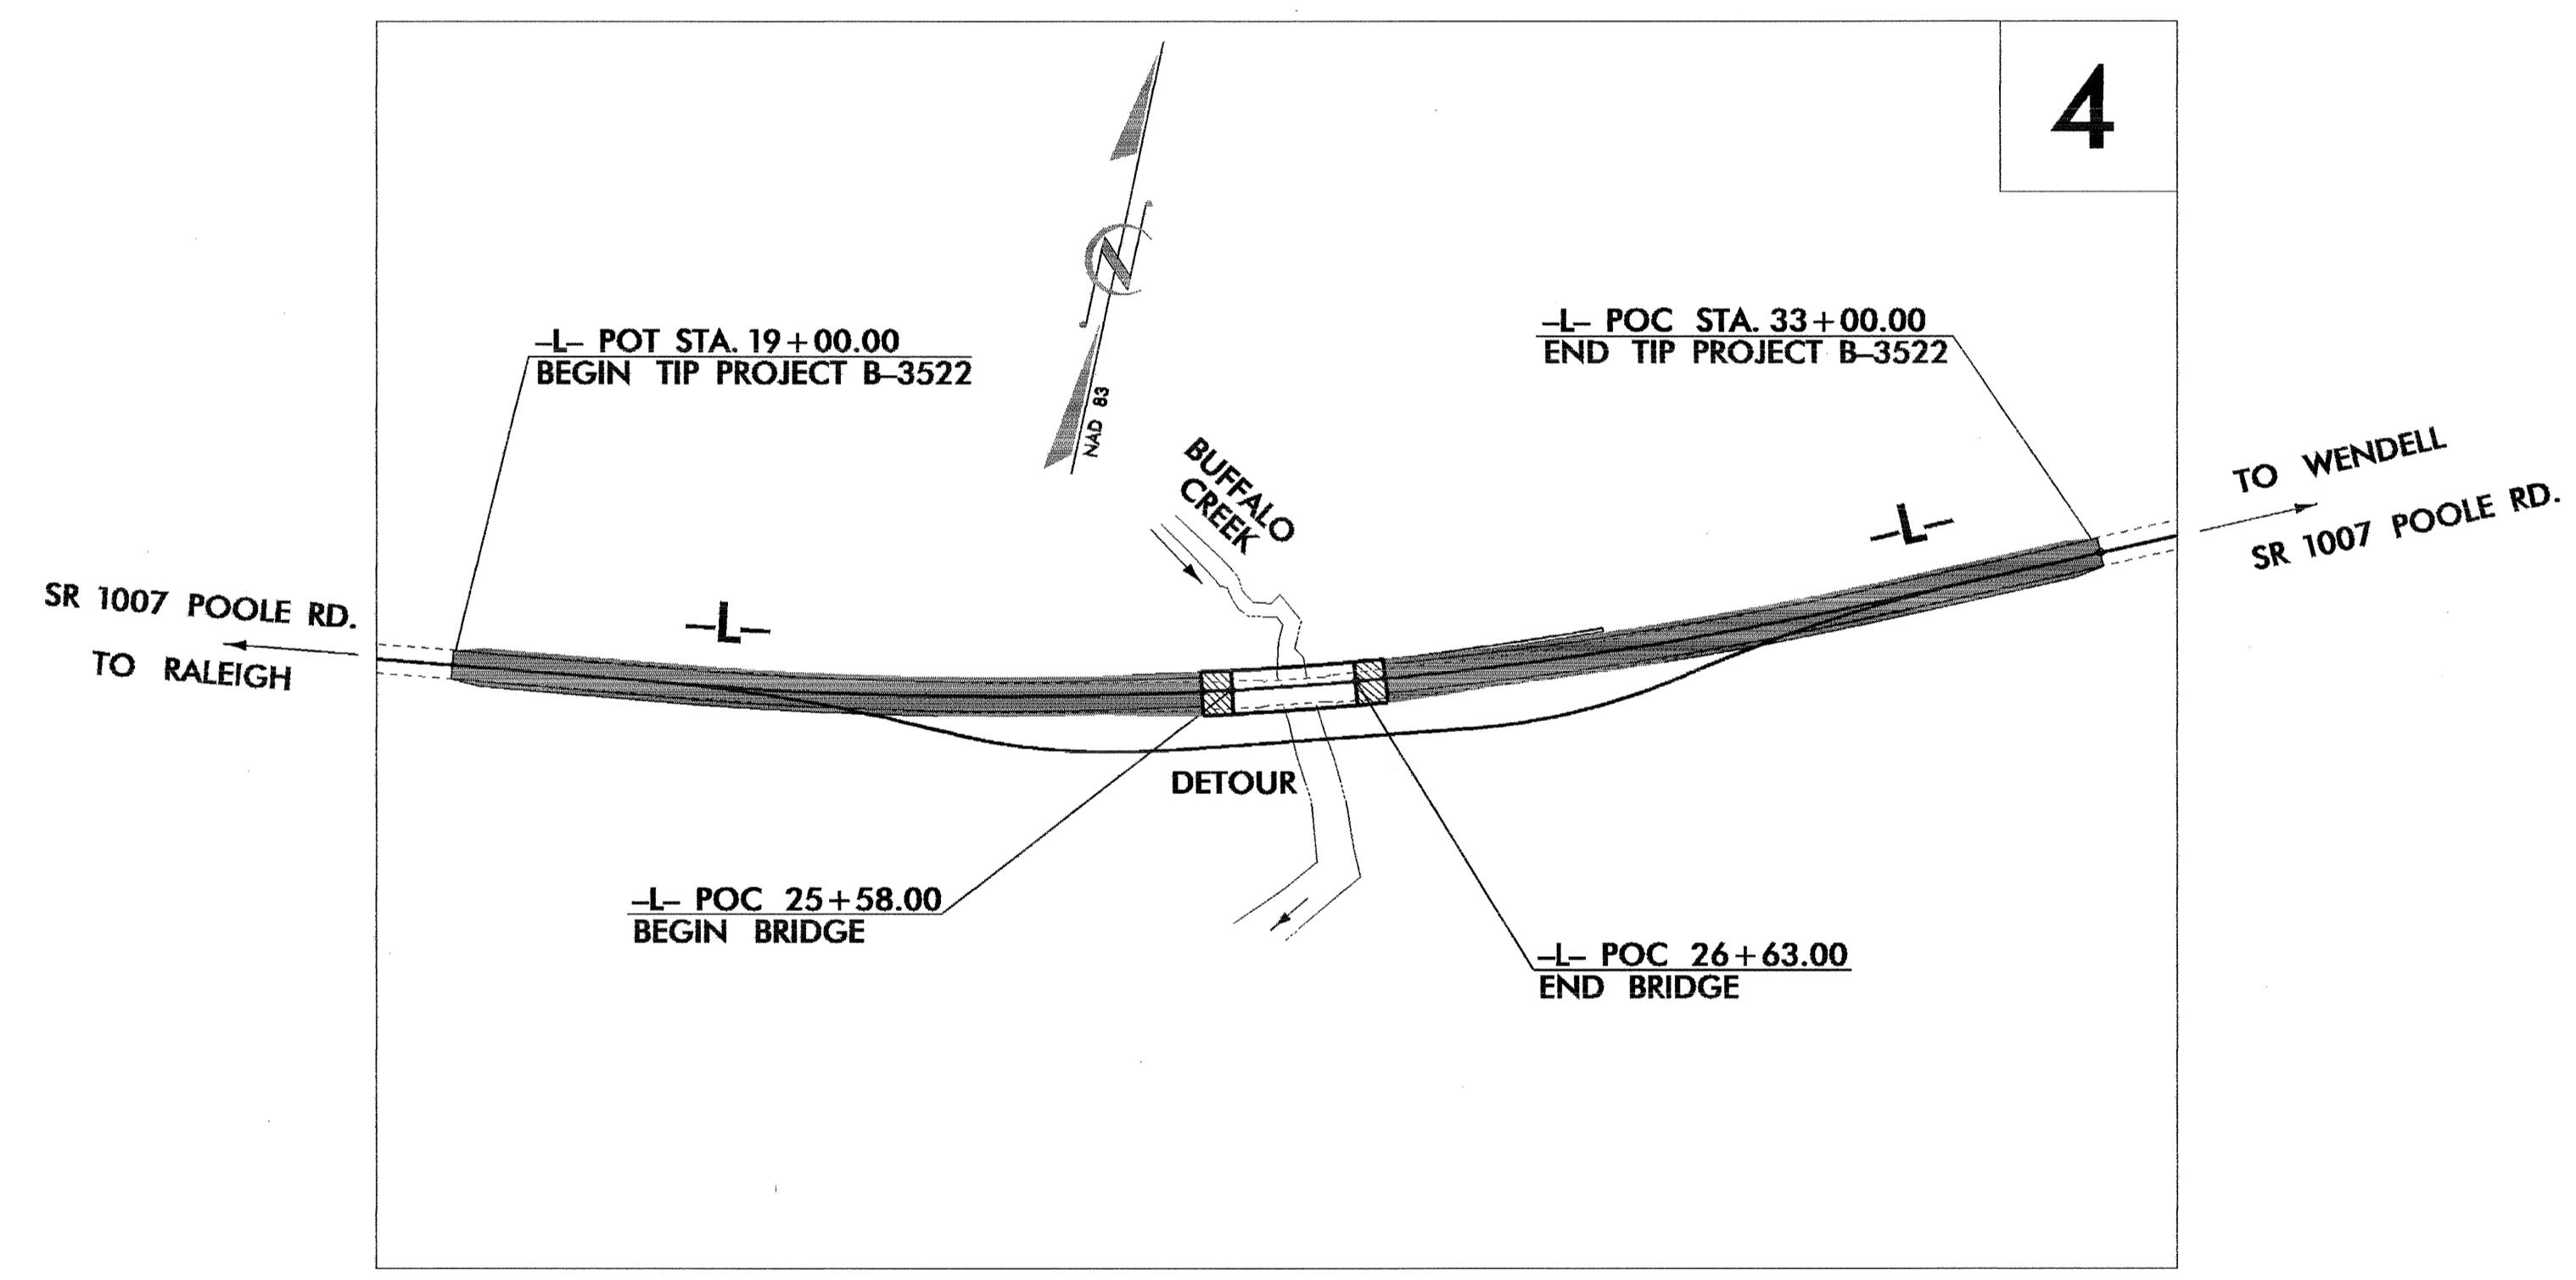 4
N
NAD 83
-L- POT STA. 19+00.00
BEGIN TIP PROJECT B-3522
-L- POC STA. 33+00.00
END TIP PROJECT B-3522
BUFFALO
CREEK
TO WENDELL
SR 1007 POOLE RD.
-L-
SR 1007 POOLE RD.
TO RALEIGH
-L-
DETOUR
-L- POC 25+58.00
BEGIN BRIDGE
-L- POC 26+63.00
END BRIDGE